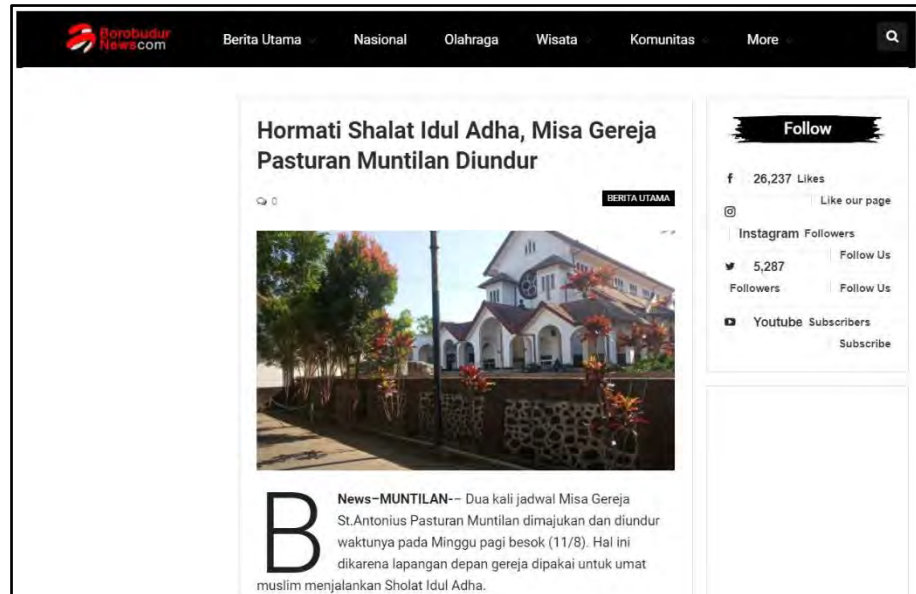 Borobudur
Newscom
Berita Utama
Nasional
Olahraga
Wisata
Komunitas
More
Hormati Shalat Idul Adha, Misa Gereja
Pasturan Muntilan Diundur
0
BERITA UTAMA
B
News–MUNTILAN-– Dua kali jadwal Misa Gereja
St.Antonius Pasturan Muntilan dimajukan dan diundur
waktunya pada Minggu pagi besok (11/8). Hal ini
dikarena lapangan depan gereja dipakai untuk umat
muslim menjalankan Sholat Idul Adha.
Follow
26,237 Likes
Like our page
Instagram Followers
Follow Us
5,287
Followers
Follow Us
Youtube Subscribers
Subscribe